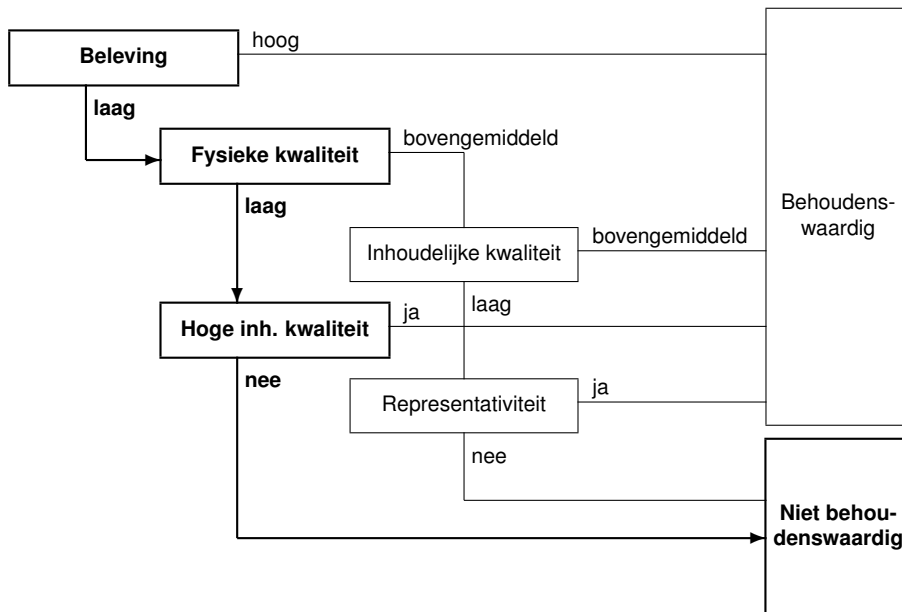 hoog
Beleving
laag
bovengemiddeld
Fysieke kwaliteit
laag
Behoudens-
waardig
bovengemiddeld
Inhoudelijke kwaliteit
laag
ja
Hoge inh. kwaliteit
nee
ja
Representativiteit
nee
Niet behou-
denswaardig